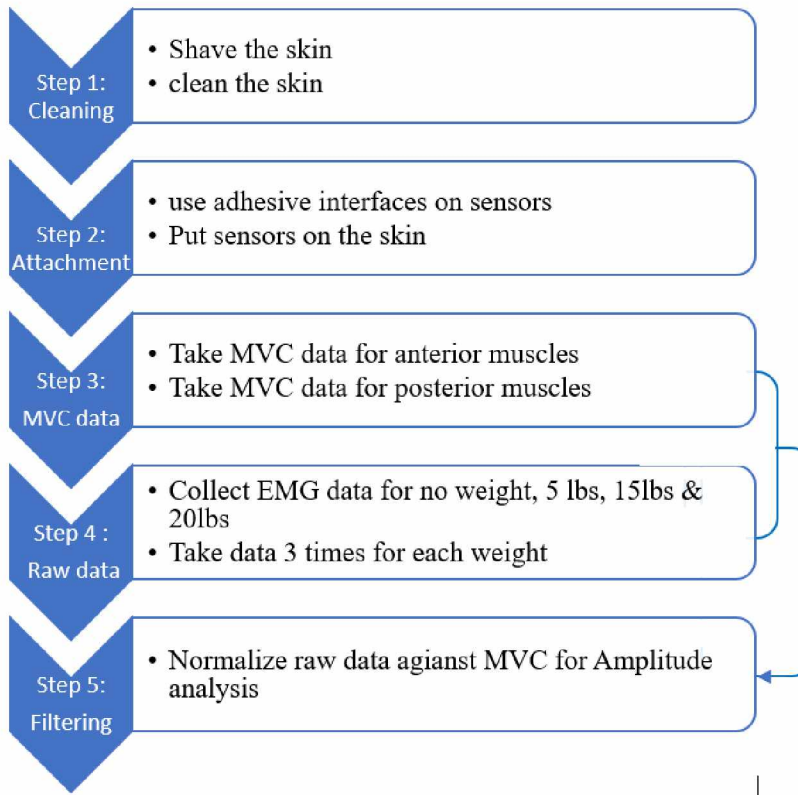 Step 1:
Cleaning
• Shave the skin
• clean the skin
Step 2:
Attachment
• use adhesive interfaces on sensors
• Put sensors on the skin
Step 3:
MVC data
• Take MVC data for anterior muscles
• Take MVC data for posterior muscles
Step 4 :
Raw data
• Collect EMG data for no weight, 5 lbs, 15lbs &
20lbs
• Take data 3 times for each weight
Step 5:
Filtering
• Normalize raw data agianst MVC for Amplitude
analysis